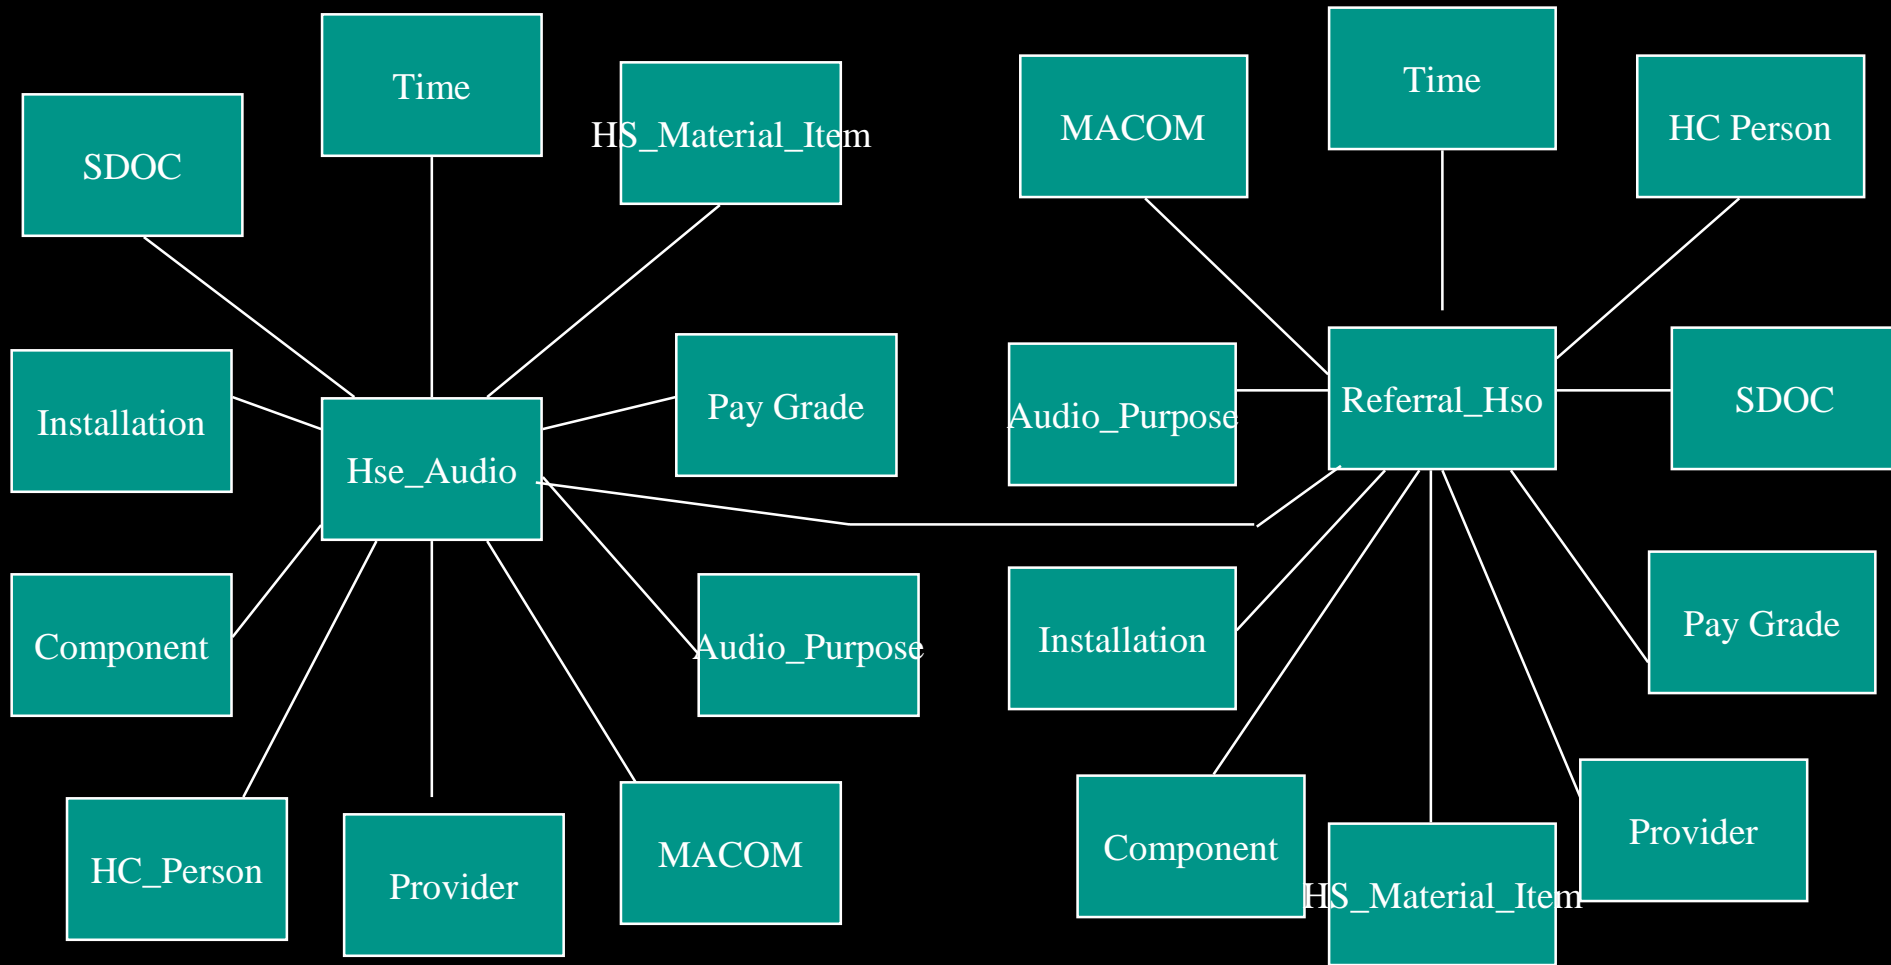 Time
SDOC
HS_Material_Item
Installation
Pay Grade
Hse_Audio
Component
Audio_Purpose
HC_Person
Provider
MACOM
Time
MACOM
HC Person
Audio_Purpose
Referral_Hso
SDOC
Installation
Pay Grade
Component
Provider
HS_Material_Item